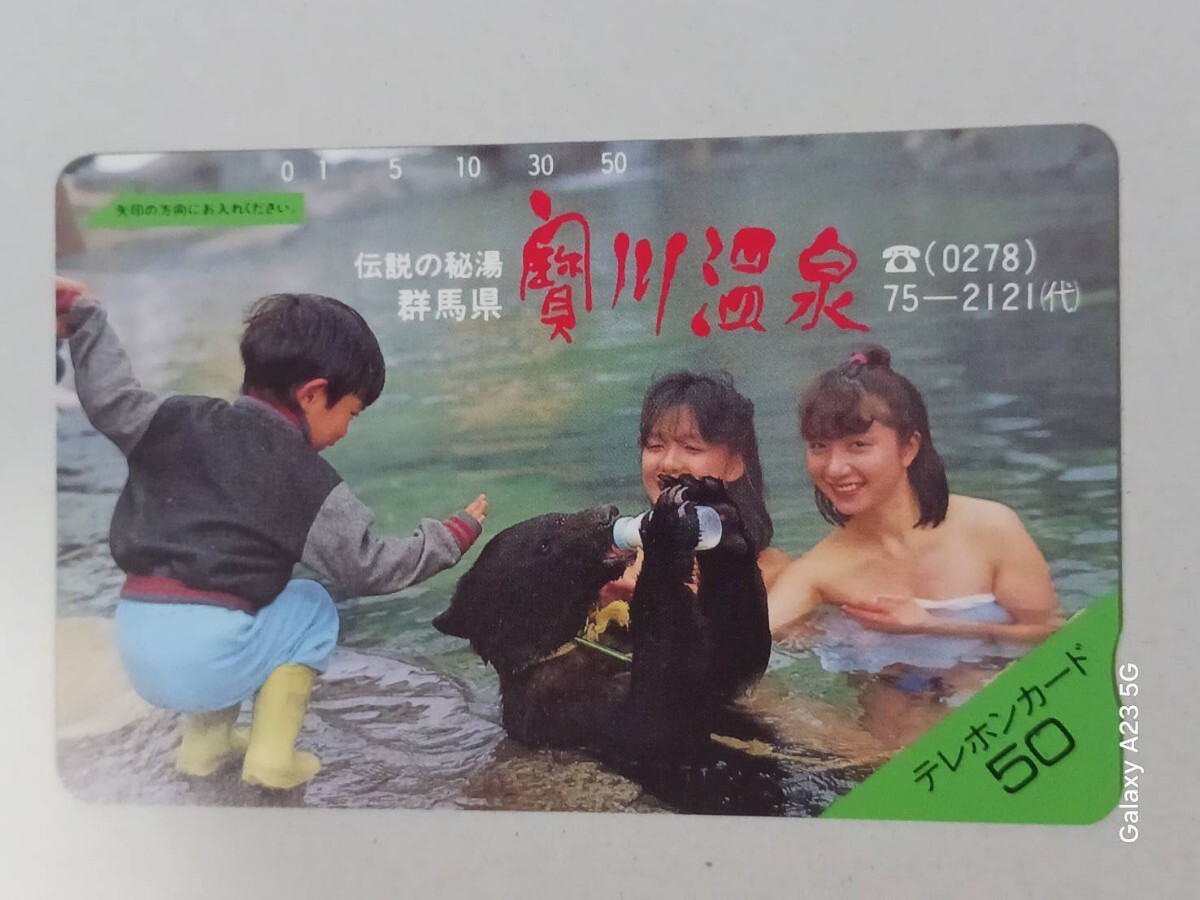 0 1 5 10 30 50
矢印の方向にお入れください。
伝説の秘湯
群馬県
寳川温泉
☎(0278)
75—2121(代)
テレホンカード
50
Galaxy A23 5G